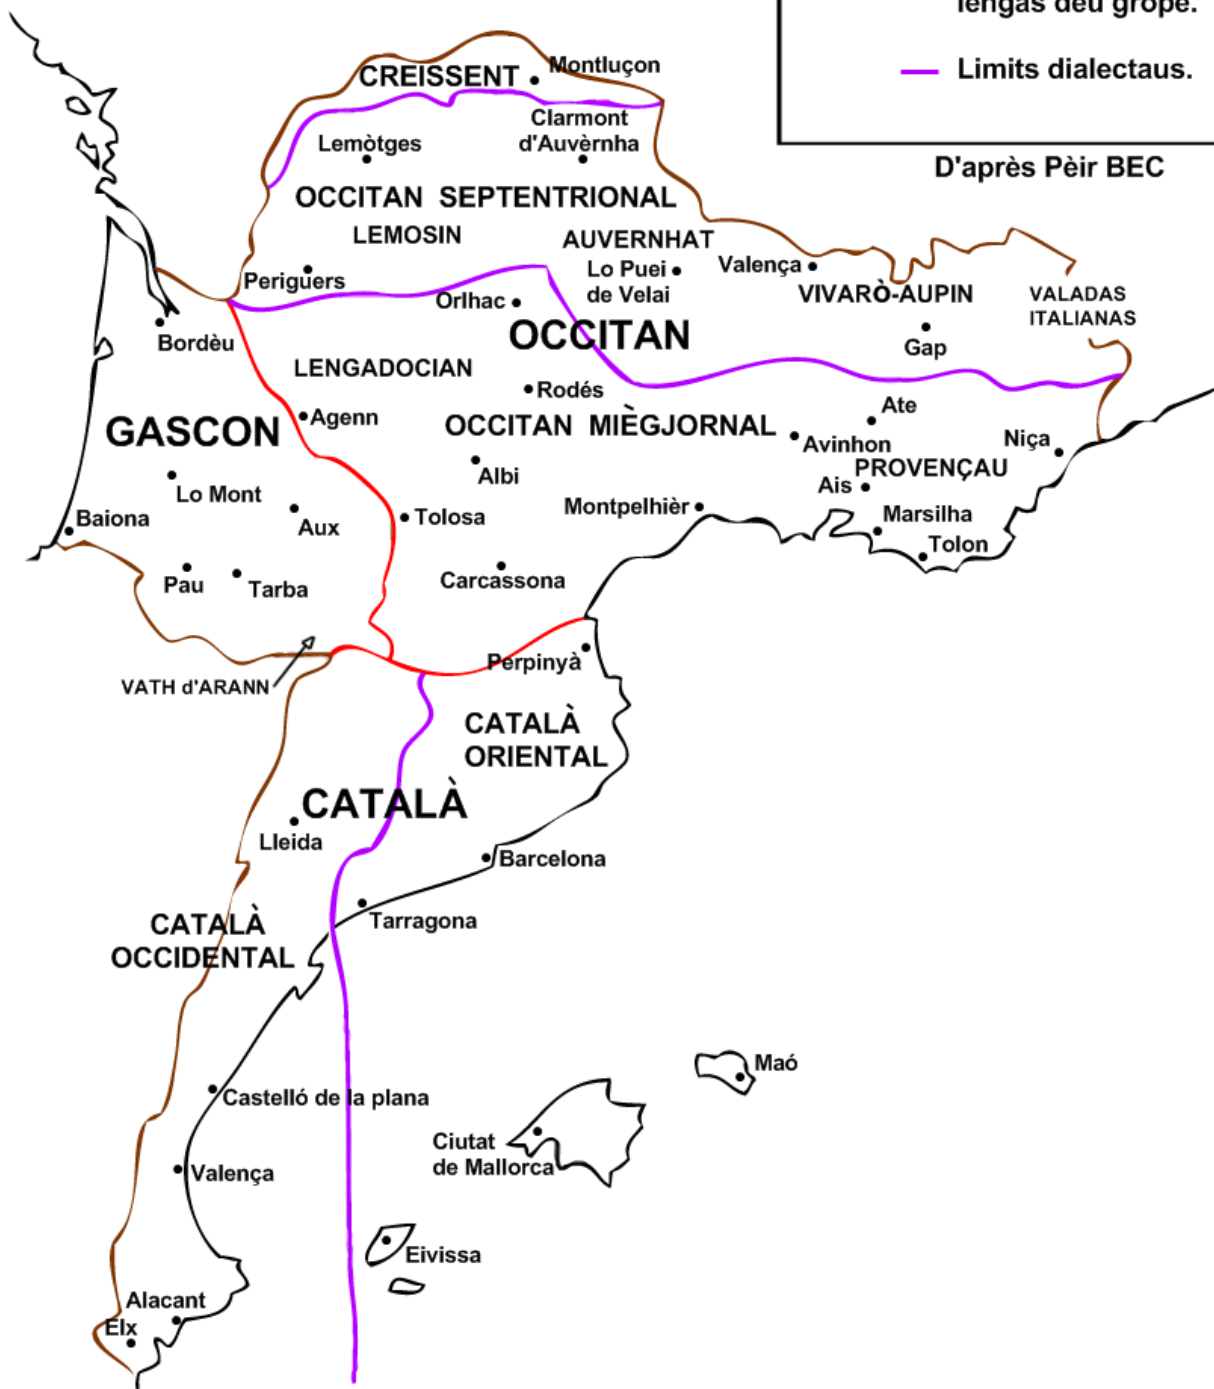 lengas deu grope.
Limits dialectaus.
D'après Pèir BEC
CREISSENT
Montluçon
Clarmont
d'Auvèrnha
Lemòtges
OCCITAN SEPTENTRIONAL
LEMOSIN
AUVERNHAT
Valença
Lo Puei
de Velai
Periguers
Orlhac
VIVARÒ-AUPIN
VALADAS
ITALIANAS
Bordèu
OCCITAN
Gap
LENGADOCIAN
Rodés
Ate
Agenn
GASCON
OCCITAN MIÈGJORNAL
Avinhon
Niça
PROVENÇAU
Albi
Ais
Lo Mont
Montpelhièr
Marsilha
Baiona
Aux
Tolosa
Tolon
Pau
Tarba
Carcassona
Perpinyà
VATH d'ARANN
CATALÀ
ORIENTAL
CATALÀ
Lleida
Barcelona
Tarragona
CATALÀ
OCCIDENTAL
Maó
Castelló de la plana
Ciutat
de Mallorca
Valença
Eivissa
Alacant
Elx